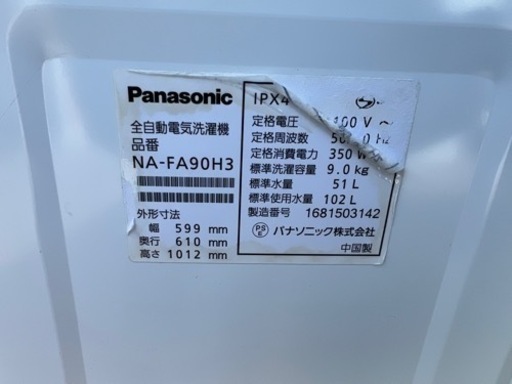 Panasonic
全自動電気洗濯機
品番
NA-FA90H3
外形寸法
幅 599 mm
奥行 610 mm
高さ 1012 mm
IPX4
定格電圧 100 V ～
定格周波数 Hz
定格消費電力 350 W
標準洗濯容量 9.0 kg
標準水量 51 L
標準使用水量 102 L
製造番号 1681503142
PSE パナソニック株式会社
中国製